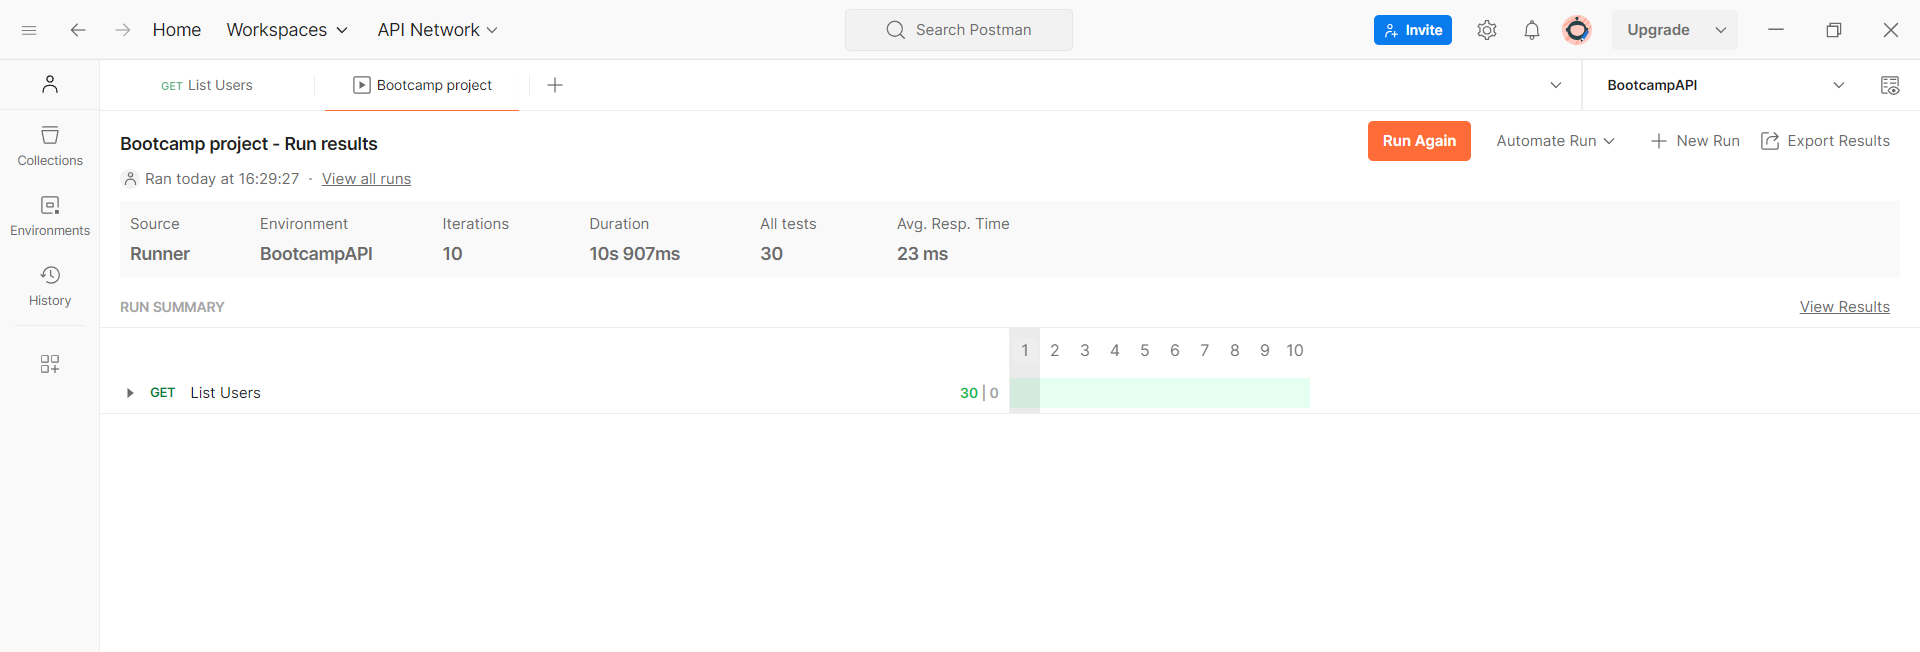 Home Workspaces API Network Search Postman Invite Upgrade
GET List Users Bootcamp project BootcampAPI
Collections
Environments
History
Bootcamp project - Run results Run Again Automate Run New Run Export Results
Ran today at 16:29:27 · View all runs
Source Environment Iterations Duration All tests Avg. Resp. Time
Runner BootcampAPI 10 10s 907ms 30 23 ms
RUN SUMMARY View Results
1 2 3 4 5 6 7 8 9 10
GET List Users 30 | 0